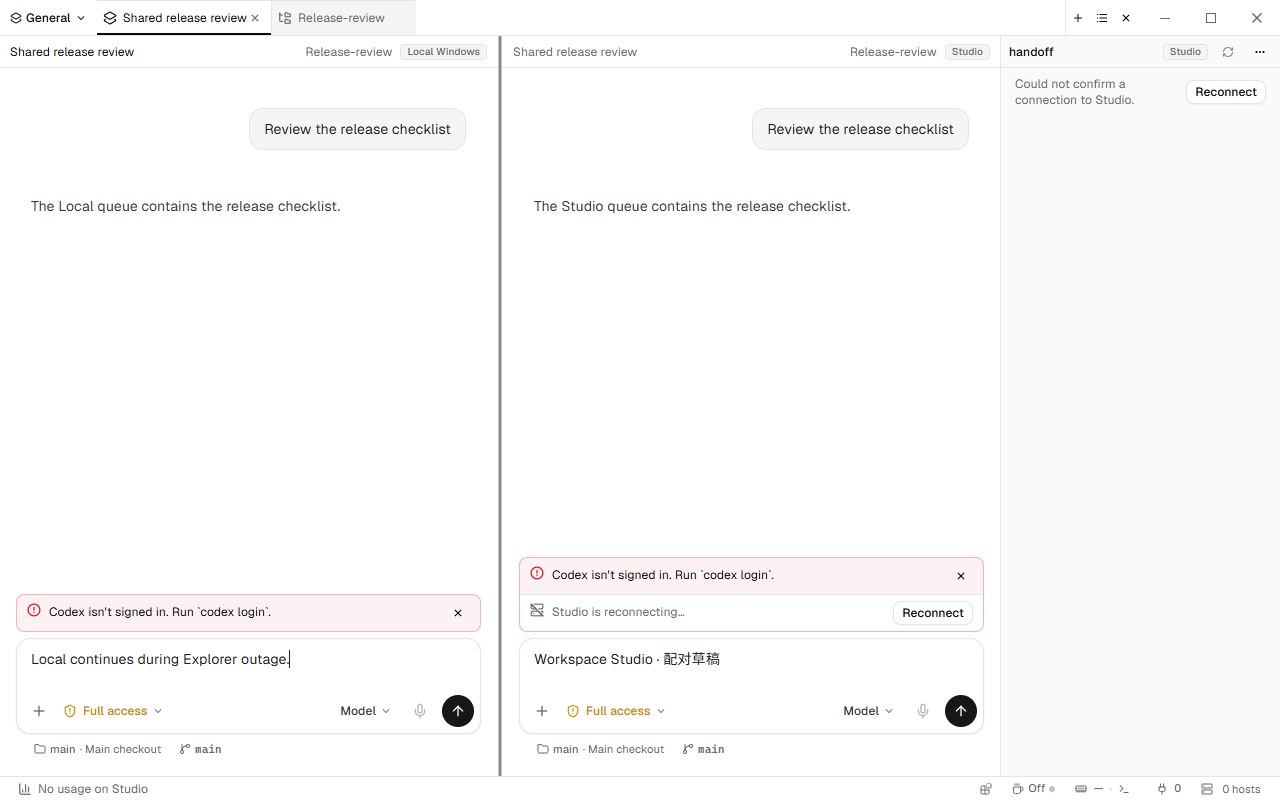 General
Shared release review
Release-review
Shared release review
Release-review
Local Windows
Shared release review
Release-review
Studio
handoff
Studio
Review the release checklist
The Local queue contains the release checklist.
Codex isn't signed in. Run `codex login`.
Local continues during Explorer outage.
Full access
Model
main · Main checkout
main
Review the release checklist
The Studio queue contains the release checklist.
Codex isn't signed in. Run `codex login`.
Studio is reconnecting…
Reconnect
Workspace Studio · 配对草稿
Full access
Model
main · Main checkout
main
Could not confirm a
connection to Studio.
Reconnect
No usage on Studio
Off
0
0 hosts